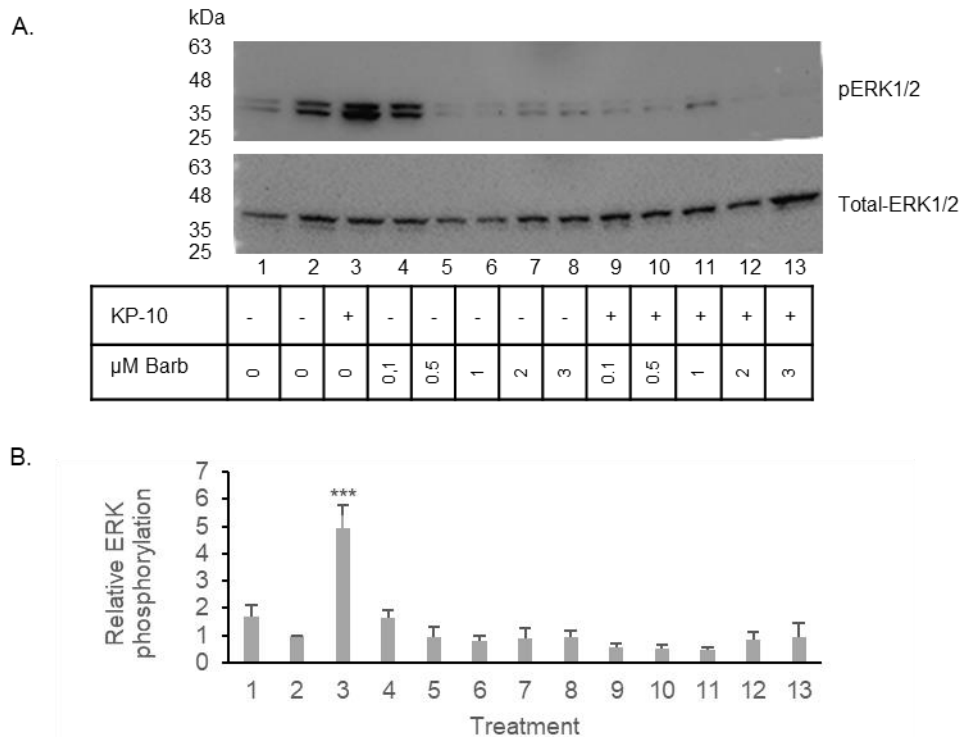 A.
kDa
63
48
35
25
pERK1/2
63
48
35
25
Total-ERK1/2
1 2 3 4 5 6 7 8 9 10 11 12 13
KP-10 - - + - - - - - + + + + +
µM Barb 0 0 0 0,1 0.5 1 2 3 0.1 0.5 1 2 3
B.
Relative ERK
phosphorylation
7
6
5
4
3
2
1
0
***
1 2 3 4 5 6 7 8 9 10 11 12 13
Treatment